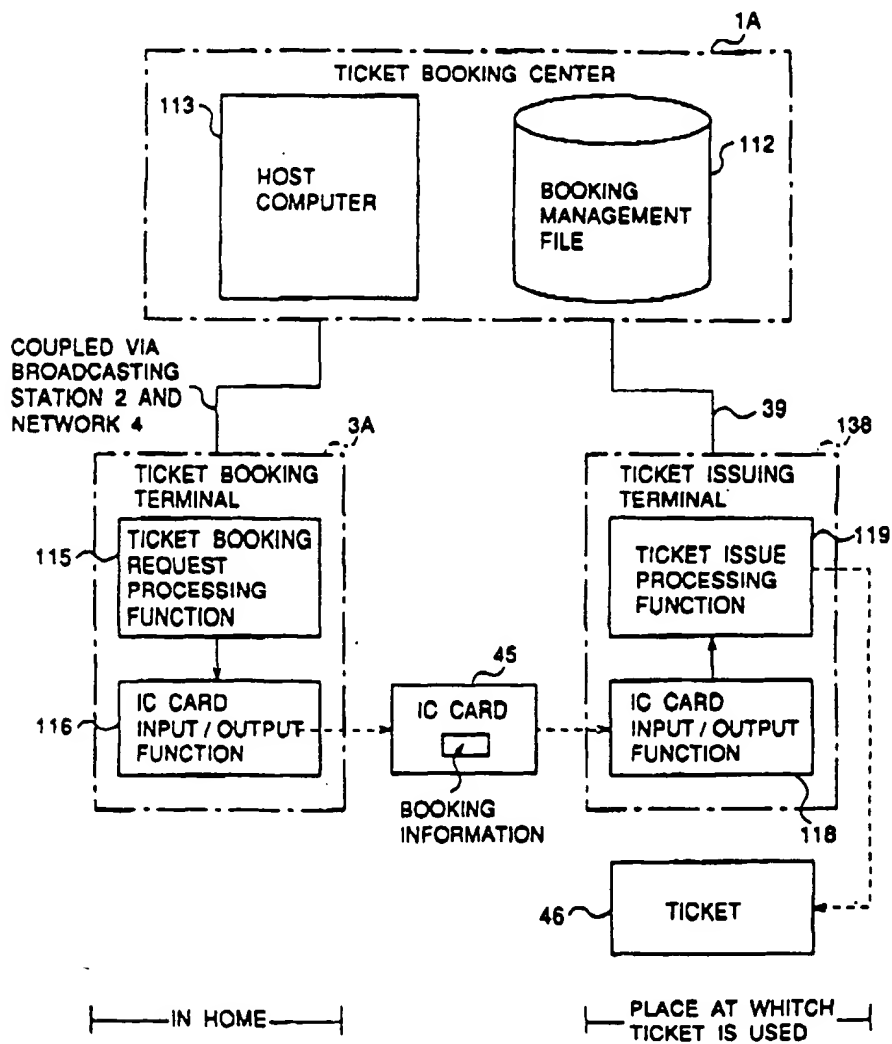 1A
TICKET BOOKING CENTER
113
HOST
COMPUTER
112
BOOKING
MANAGEMENT
FILE
COUPLED VIA
BROADCASTING
STATION 2 AND
NETWORK 4
39
3A
TICKET BOOKING
TERMINAL
115
TICKET BOOKING
REQUEST
PROCESSING
FUNCTION
116
IC CARD
INPUT/OUTPUT
FUNCTION
45
IC CARD
BOOKING
INFORMATION
138
TICKET ISSUING
TERMINAL
119
TICKET ISSUE
PROCESSING
FUNCTION
IC CARD
INPUT/OUTPUT
FUNCTION
118
46
TICKET
IN HOME
PLACE AT WHITCH
TICKET IS USED